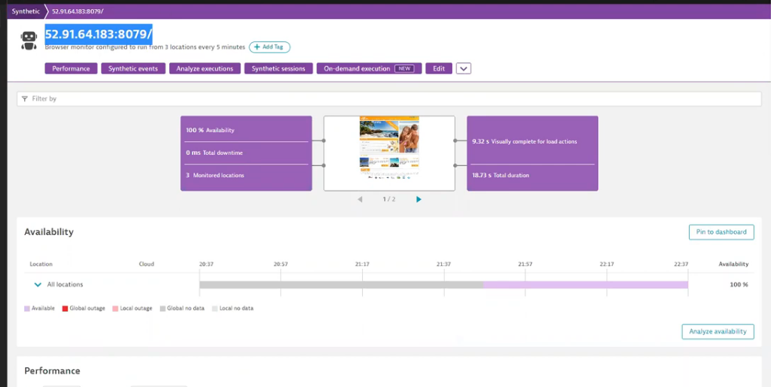 Synthetic 52.91.64.183:8079/
52.91.64.183:8079/
Browser monitor configured to run from 3 locations every 5 minutes + Add Tag
Performance Synthetic events Analyze executions Synthetic sessions On-demand execution NEW Edit
Filter by
100 % Availability
0 ms Total downtime
3 Monitored locations
9.32 s Visually complete for load actions
18.73 s Total duration
1 / 2
Availability
Pin to dashboard
Location Cloud 20:37 20:57 21:17 21:37 21:57 22:17 22:37 Availability
All locations 100 %
Available Global outage Local outage Global no data Local no data
Analyze availability
Performance